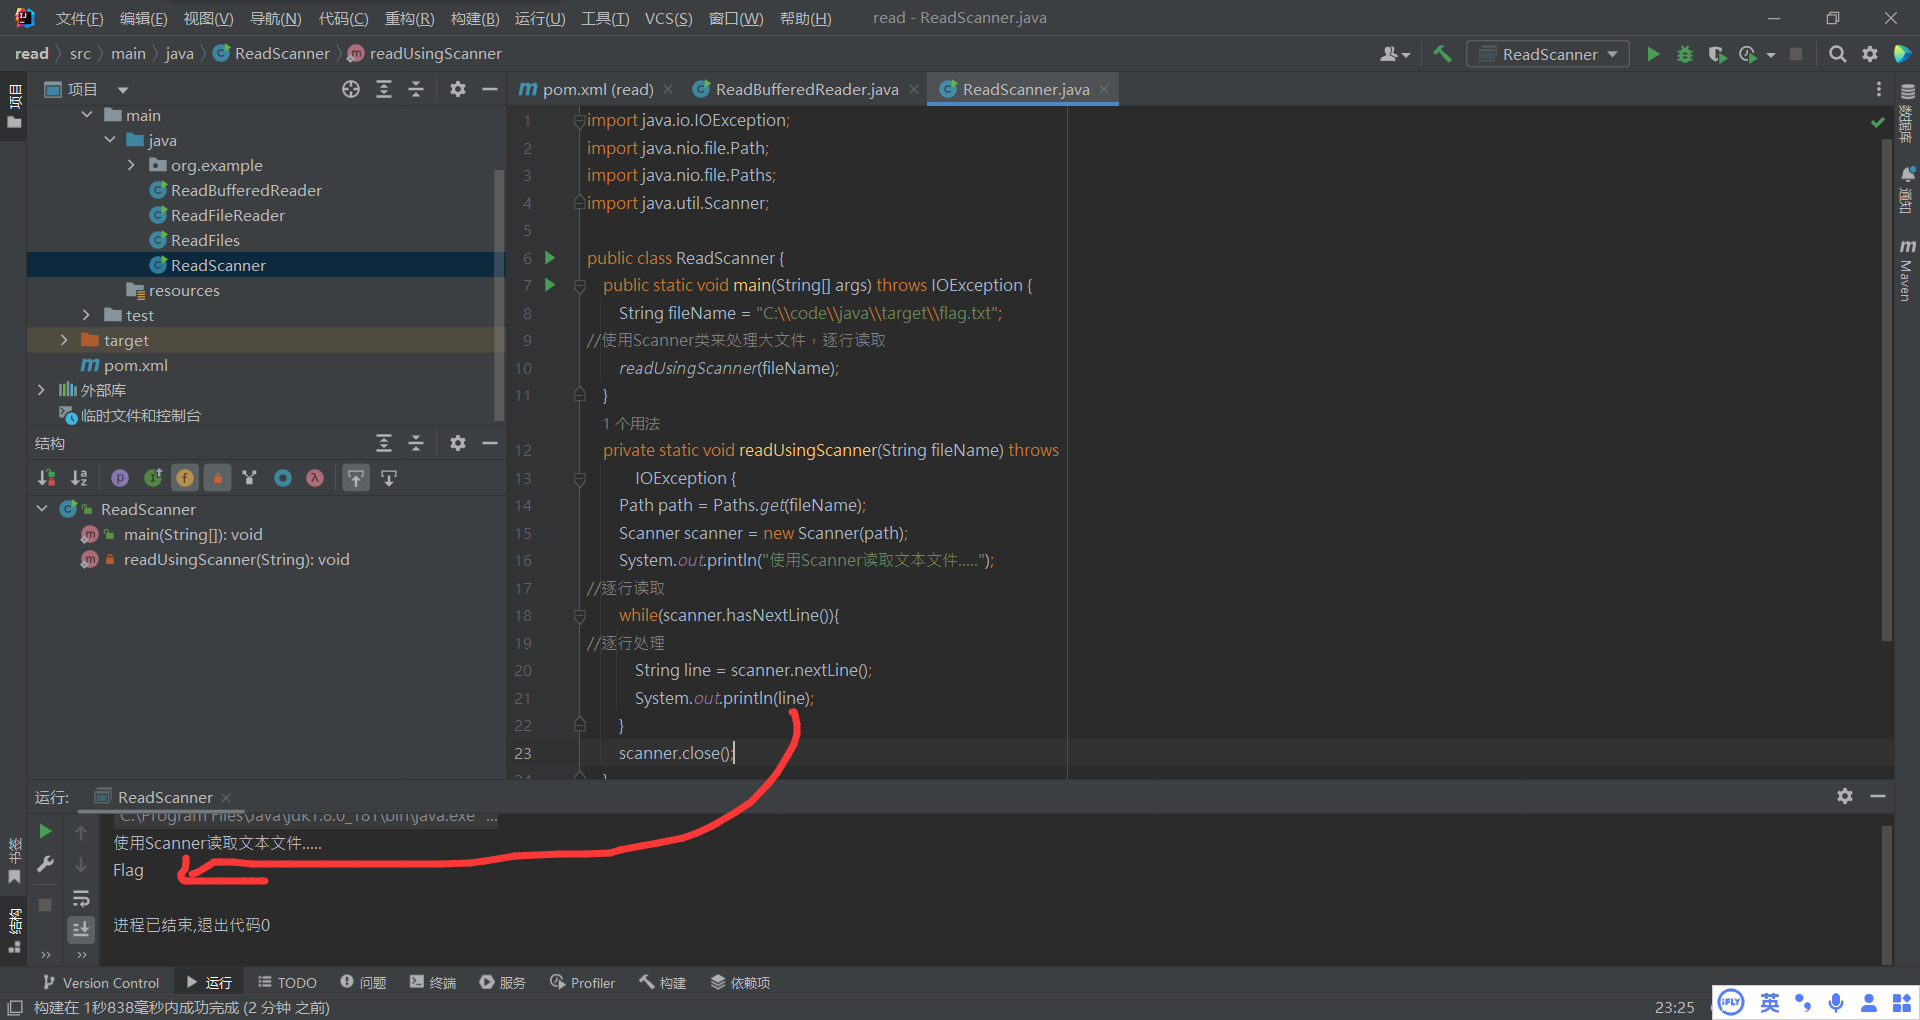 文件(F) 编辑(E) 视图(V) 导航(N) 代码(C) 重构(R) 构建(B) 运行(U) 工具(T) VCS(S) 窗口(W) 帮助(H) read - ReadScanner.java
read src main java ReadScanner readUsingScanner
ReadScanner
项目
项目
main
java
org.example
ReadBufferedReader
ReadFileReader
ReadFiles
ReadScanner
resources
test
target
pom.xml
外部库
临时文件和控制台
结构
ReadScanner
main(String[]): void
readUsingScanner(String): void
pom.xml (read) ReadBufferedReader.java ReadScanner.java
1 import java.io.IOException;
2 import java.nio.file.Path;
3 import java.nio.file.Paths;
4 import java.util.Scanner;
5
6 public class ReadScanner {
7 public static void main(String[] args) throws IOException {
8 String fileName = "C:\\code\\java\\target\\flag.txt";
9 //使用Scanner类来处理大文件，逐行读取
10 readUsingScanner(fileName);
11 }
1 个用法
12 private static void readUsingScanner(String fileName) throws
13 IOException {
14 Path path = Paths.get(fileName);
15 Scanner scanner = new Scanner(path);
16 System.out.println("使用Scanner读取文本文件.....");
17 //逐行读取
18 while(scanner.hasNextLine()){
19 //逐行处理
20 String line = scanner.nextLine();
21 System.out.println(line);
22 }
23 scanner.close();
24 }
数据库
通知
Maven
运行: ReadScanner
C:\Program Files\Java\jdk1.8.0_181\bin\java.exe ...
使用Scanner读取文本文件.....
Flag
进程已结束,退出代码0
书签
结构
Version Control 运行 TODO 问题 终端 服务 Profiler 构建 依赖项
构建在 1秒838毫秒内成功完成 (2 分钟 之前)
23:25
iFLY 英